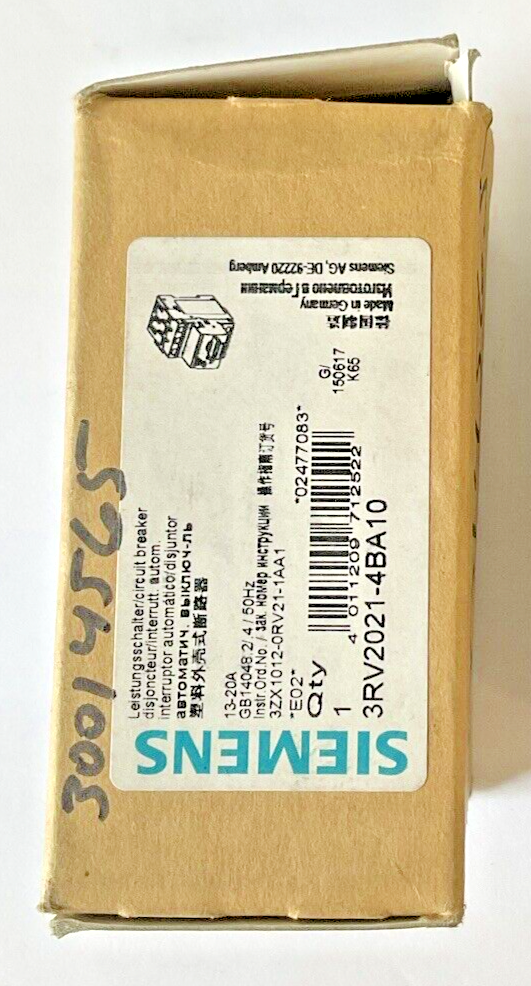 30014565
SIEMENS
Leistungsschalter/circuit breaker
disjoncteur/interrutt. autom.
interruptor automático/disjuntor
автоматич. выключ-ль
塑料外壳式断路器
13-20A
GB14048.2/ 4 / 50Hz
Instr.Ord.No./ зак. номер инструкции 操作指南订货号
3ZX1012-0RV21-1AA1
*E02*
*02477083*
Qty
1
4 011209 712522
3RV2021-4BA10
G/
150617
K65
Siemens AG, DE-92220 Amberg
Изготовлено в Германии
Made in Germany
德国制造